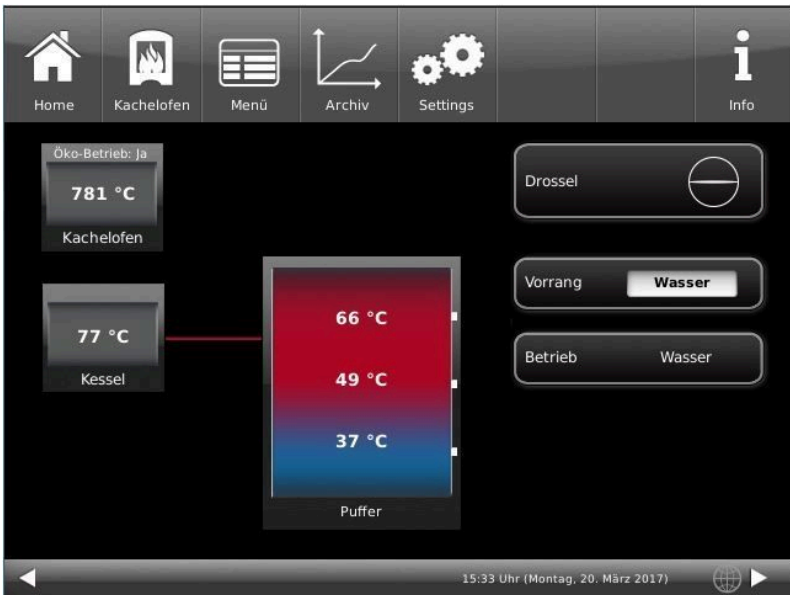 Home
Kachelofen
Menü
Archiv
Settings
Info
Öko-Betrieb: Ja
781 °C
Kachelofen
77 °C
Kessel
66 °C
49 °C
37 °C
Puffer
Drossel
Vorrang Wasser
Betrieb Wasser
15:33 Uhr (Montag, 20. März 2017)